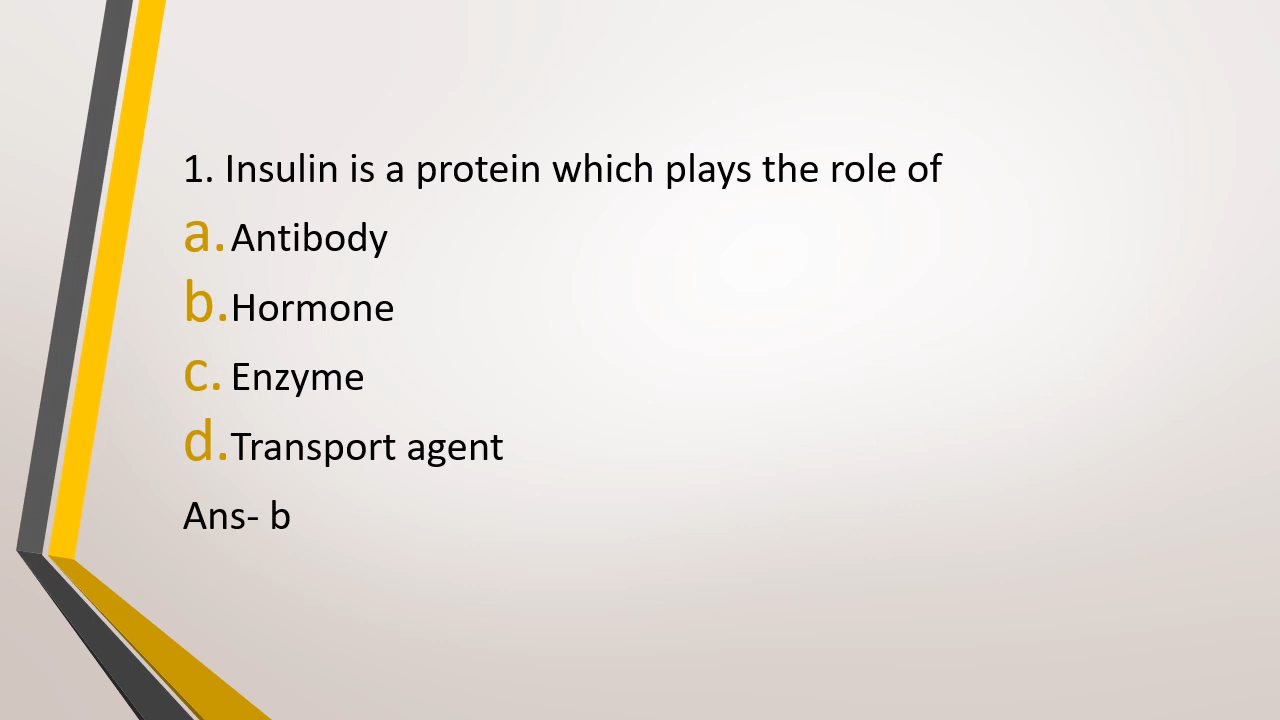 1. Insulin is a protein which plays the role of
a. Antibody
b. Hormone
c. Enzyme
d. Transport agent
Ans- b